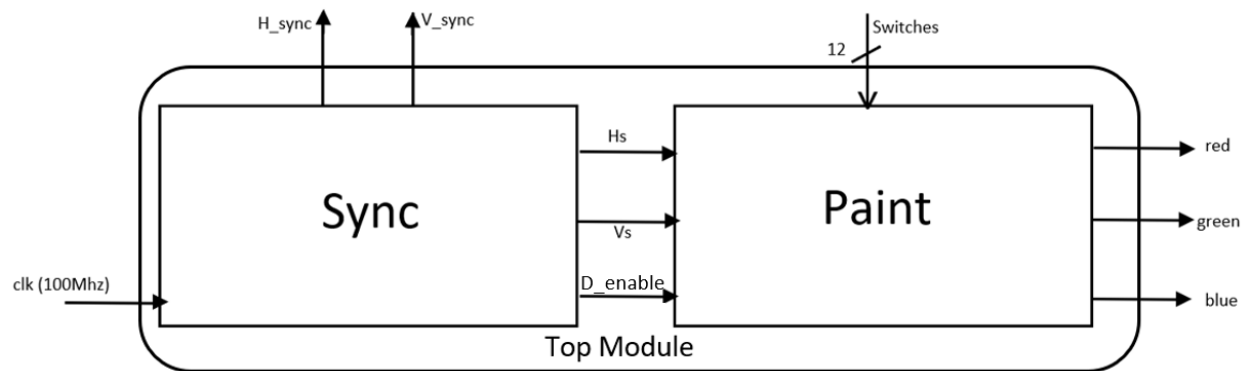 H_sync
V_sync
Switches
12
Hs
red
Sync
Paint
Vs
green
clk (100Mhz)
D_enable
blue
Top Module